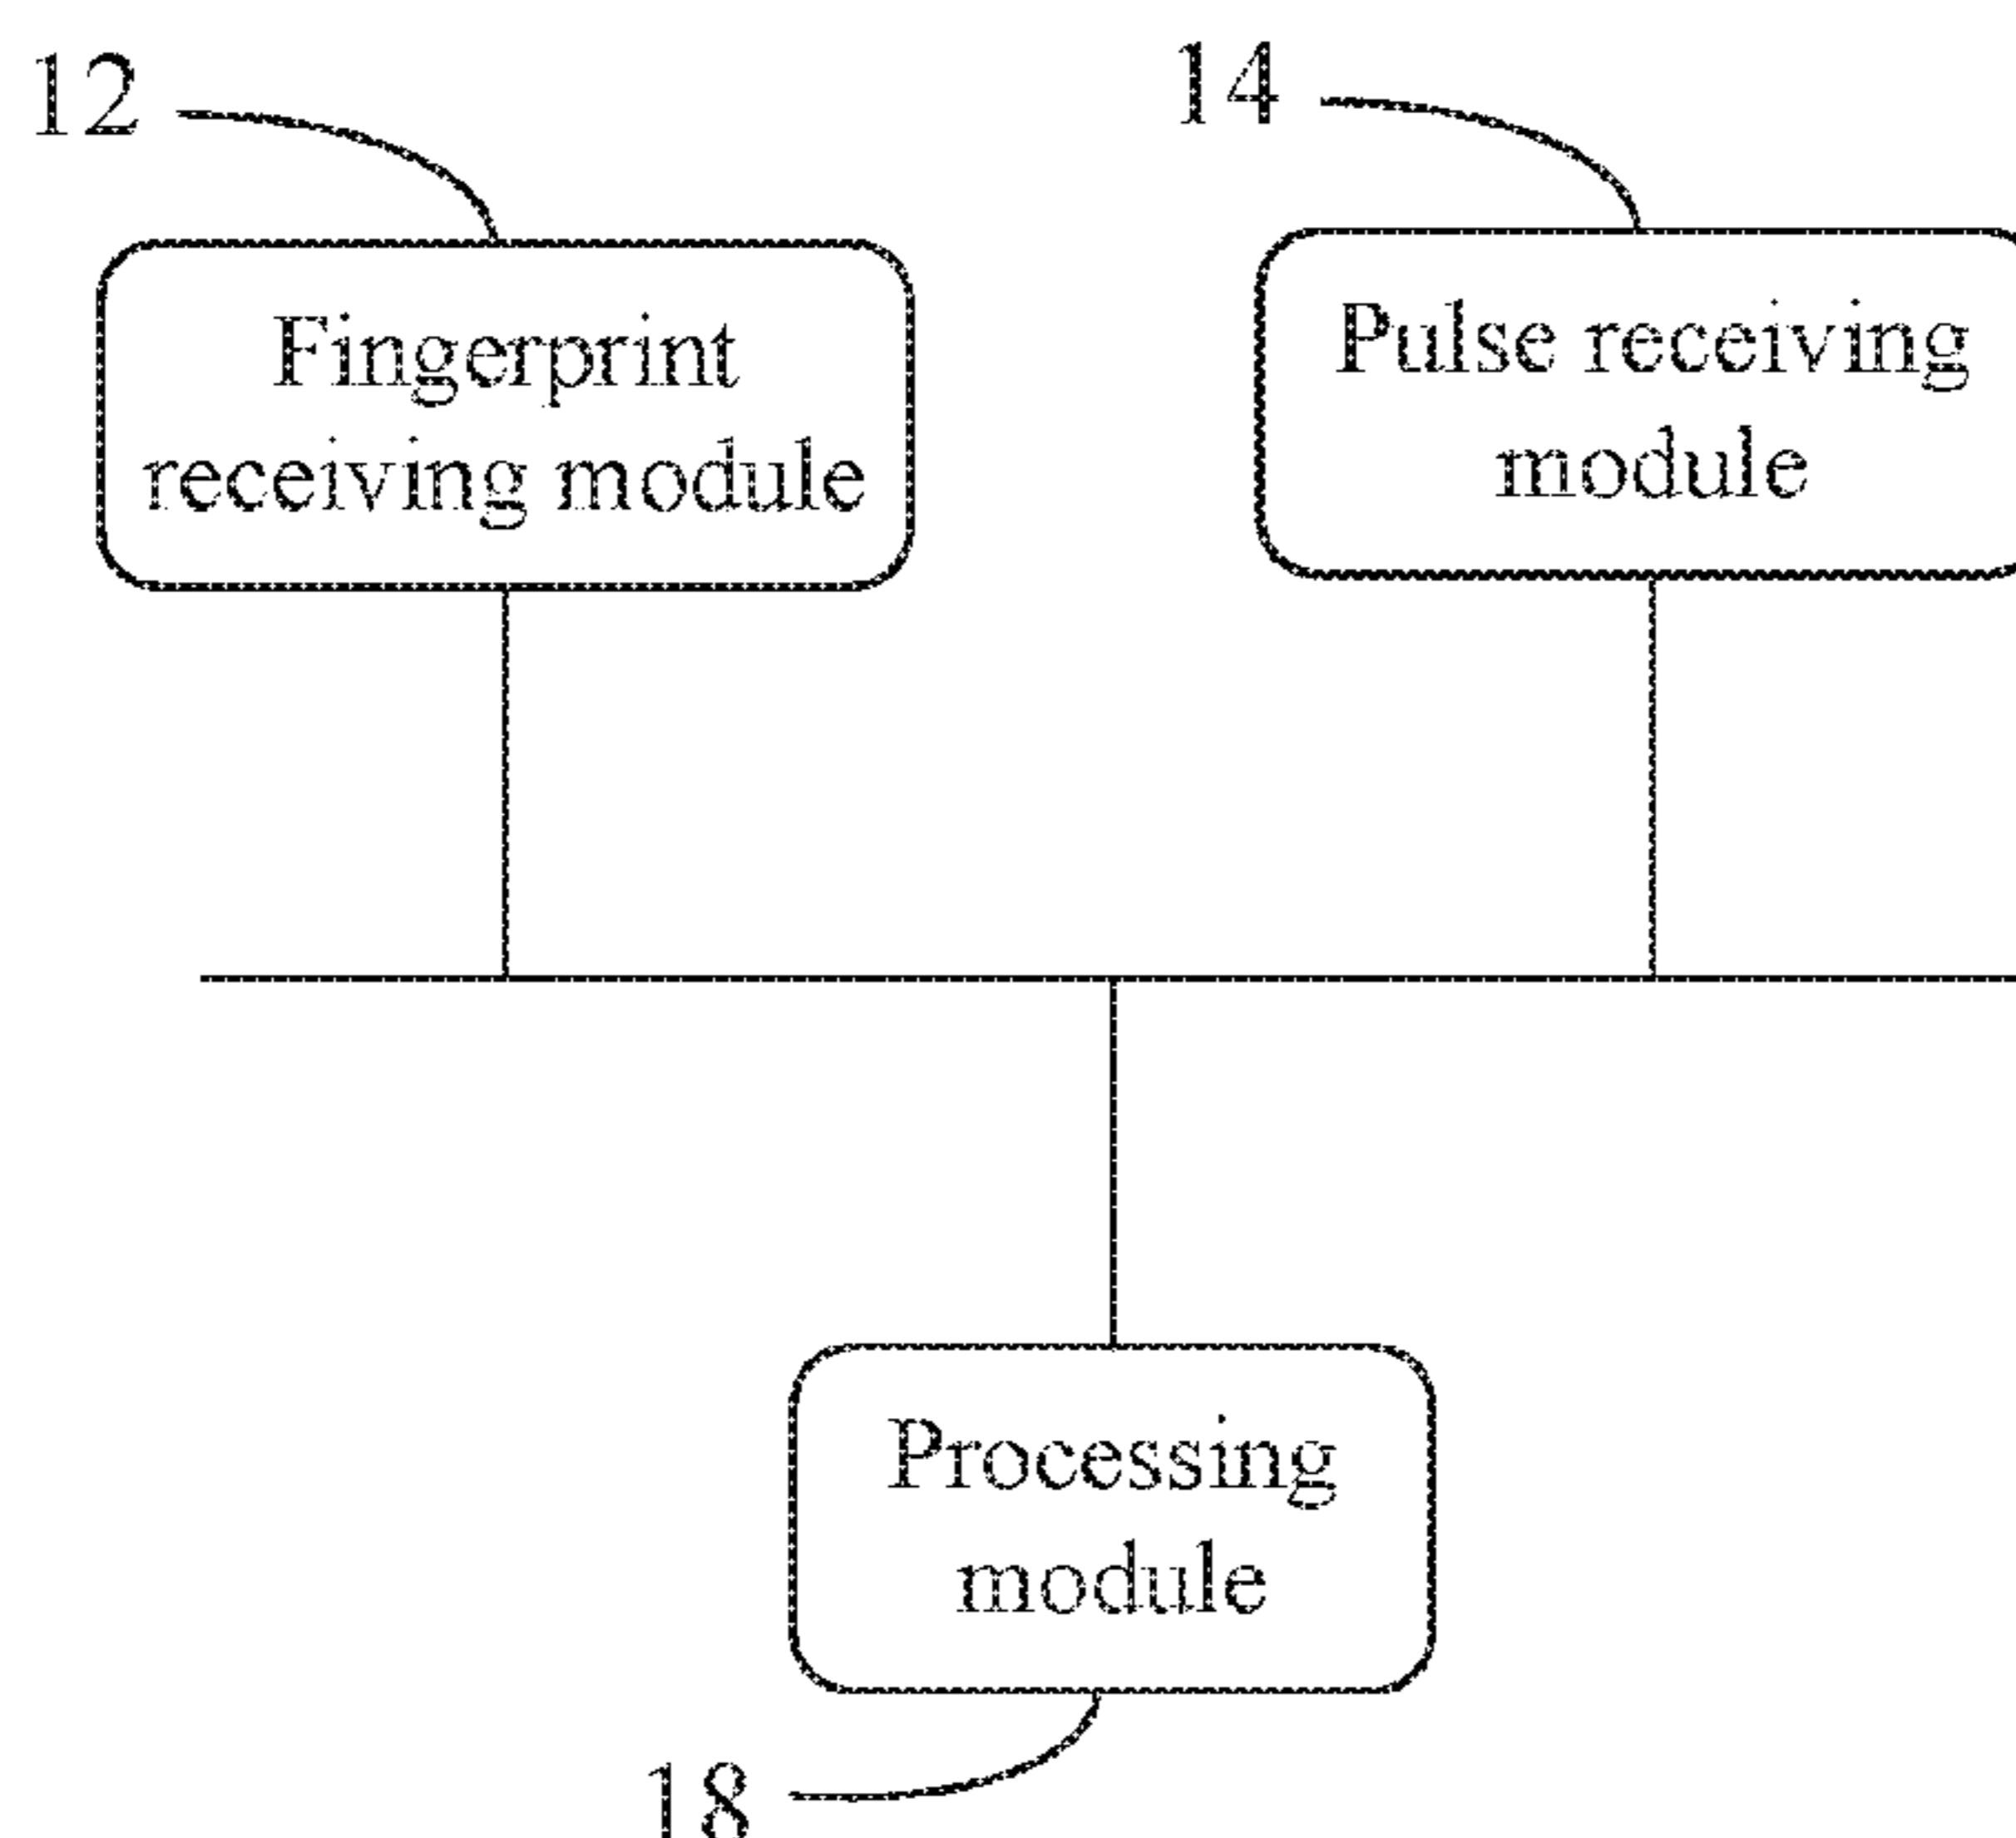 12
14
Fingerprint
receiving module
Pulse receiving
module
Processing
module
18